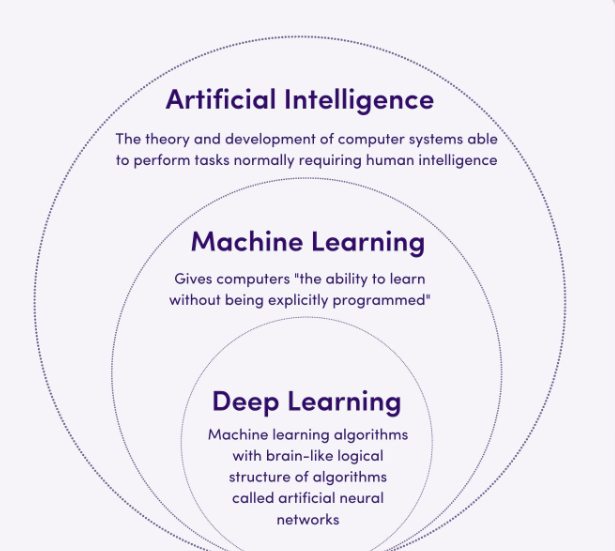 Artificial Intelligence
The theory and development of computer systems able
to perform tasks normally requiring human intelligence
Machine Learning
Gives computers "the ability to learn
without being explicitly programmed"
Deep Learning
Machine learning algorithms
with brain-like logical
structure of algorithms
called artificial neural
networks